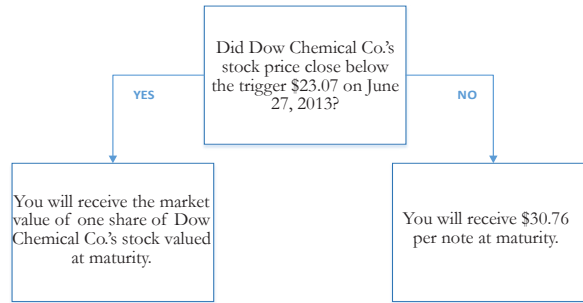 Did Dow Chemical Co.'s
stock price close below
the trigger $23.07 on June
27, 2013?
YES
NO
You will receive the market
value of one share of Dow
Chemical Co.'s stock valued
at maturity.
You will receive $30.76
per note at maturity.